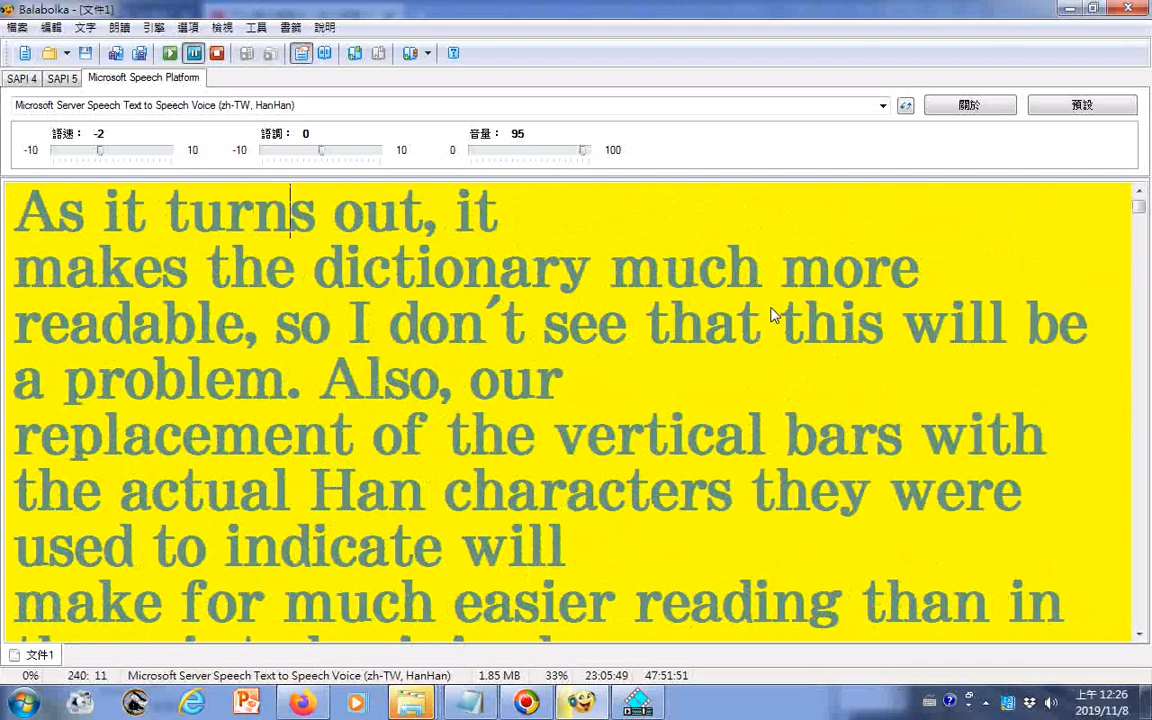 Balabolka - [文件1]
檔案 編輯 文字 朗讀 引擎 選項 檢視 工具 書籤 說明
SAPI 4 SAPI 5 Microsoft Speech Platform
Microsoft Server Speech Text to Speech Voice (zh-TW, HanHan) 關於 預設
語速： -2 語調： 0 音量： 95
-10 10 -10 10 0 100
As it turns out, it
makes the dictionary much more
readable, so I don´t see that this will be
a problem. Also, our
replacement of the vertical bars with
the actual Han characters they were
used to indicate will
make for much easier reading than in
文件1
0% 240: 11 Microsoft Server Speech Text to Speech Voice (zh-TW, HanHan) 1.85 MB 33% 23:05:49 47:51:51
上午 12:26
2019/11/8